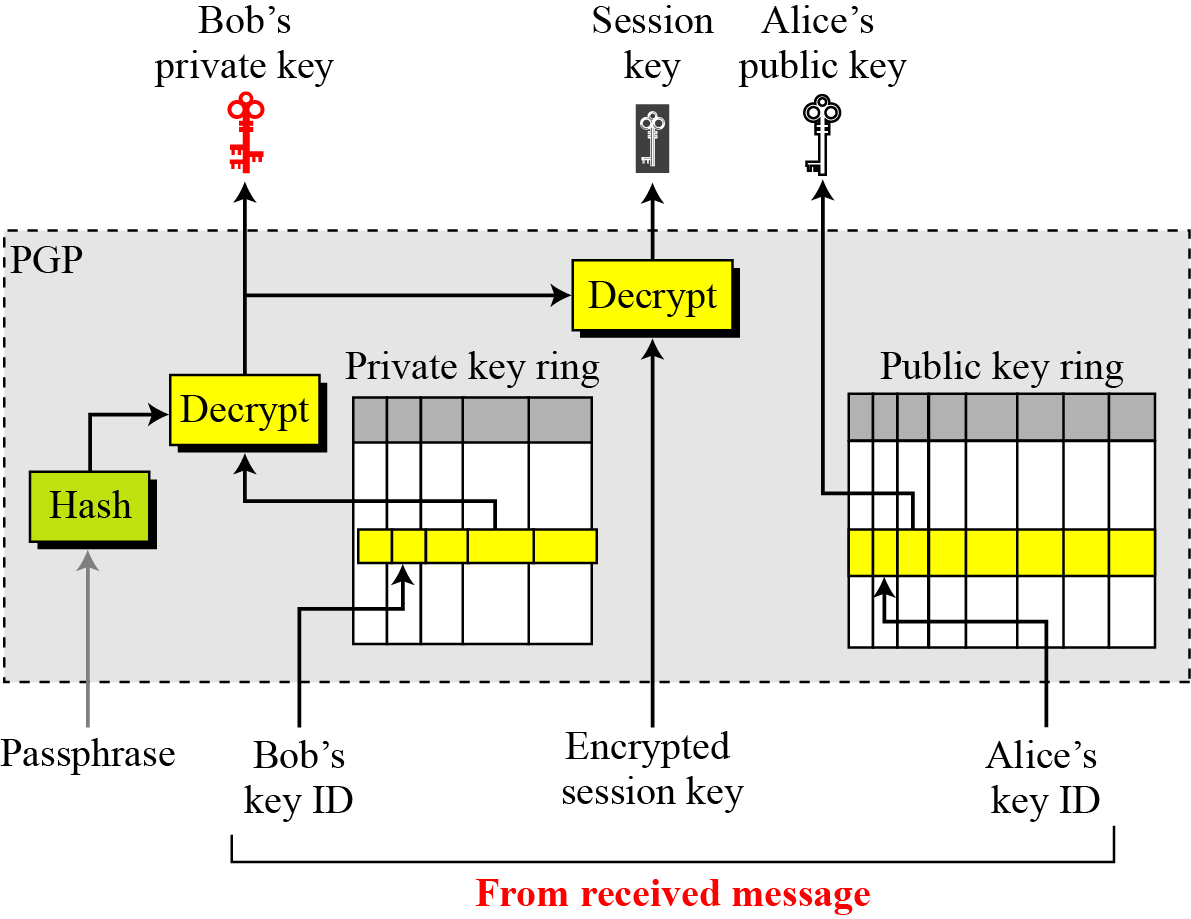 Bob’s
private key
Session
key
Alice’s
public key
PGP
Decrypt
Private key ring
Public key ring
Decrypt
Hash
Passphrase
Bob’s
key ID
Encrypted
session key
Alice’s
key ID
From received message